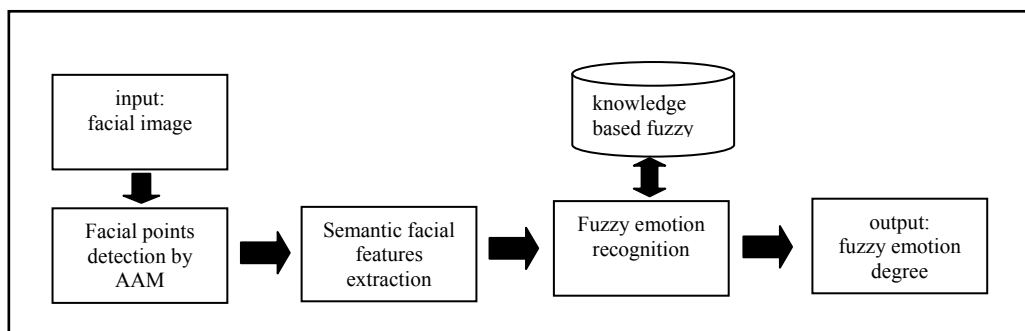 input:
facial image
knowledge
based fuzzy
Facial points
detection by
AAM
Semantic facial
features
extraction
Fuzzy emotion
recognition
output:
fuzzy emotion
degree